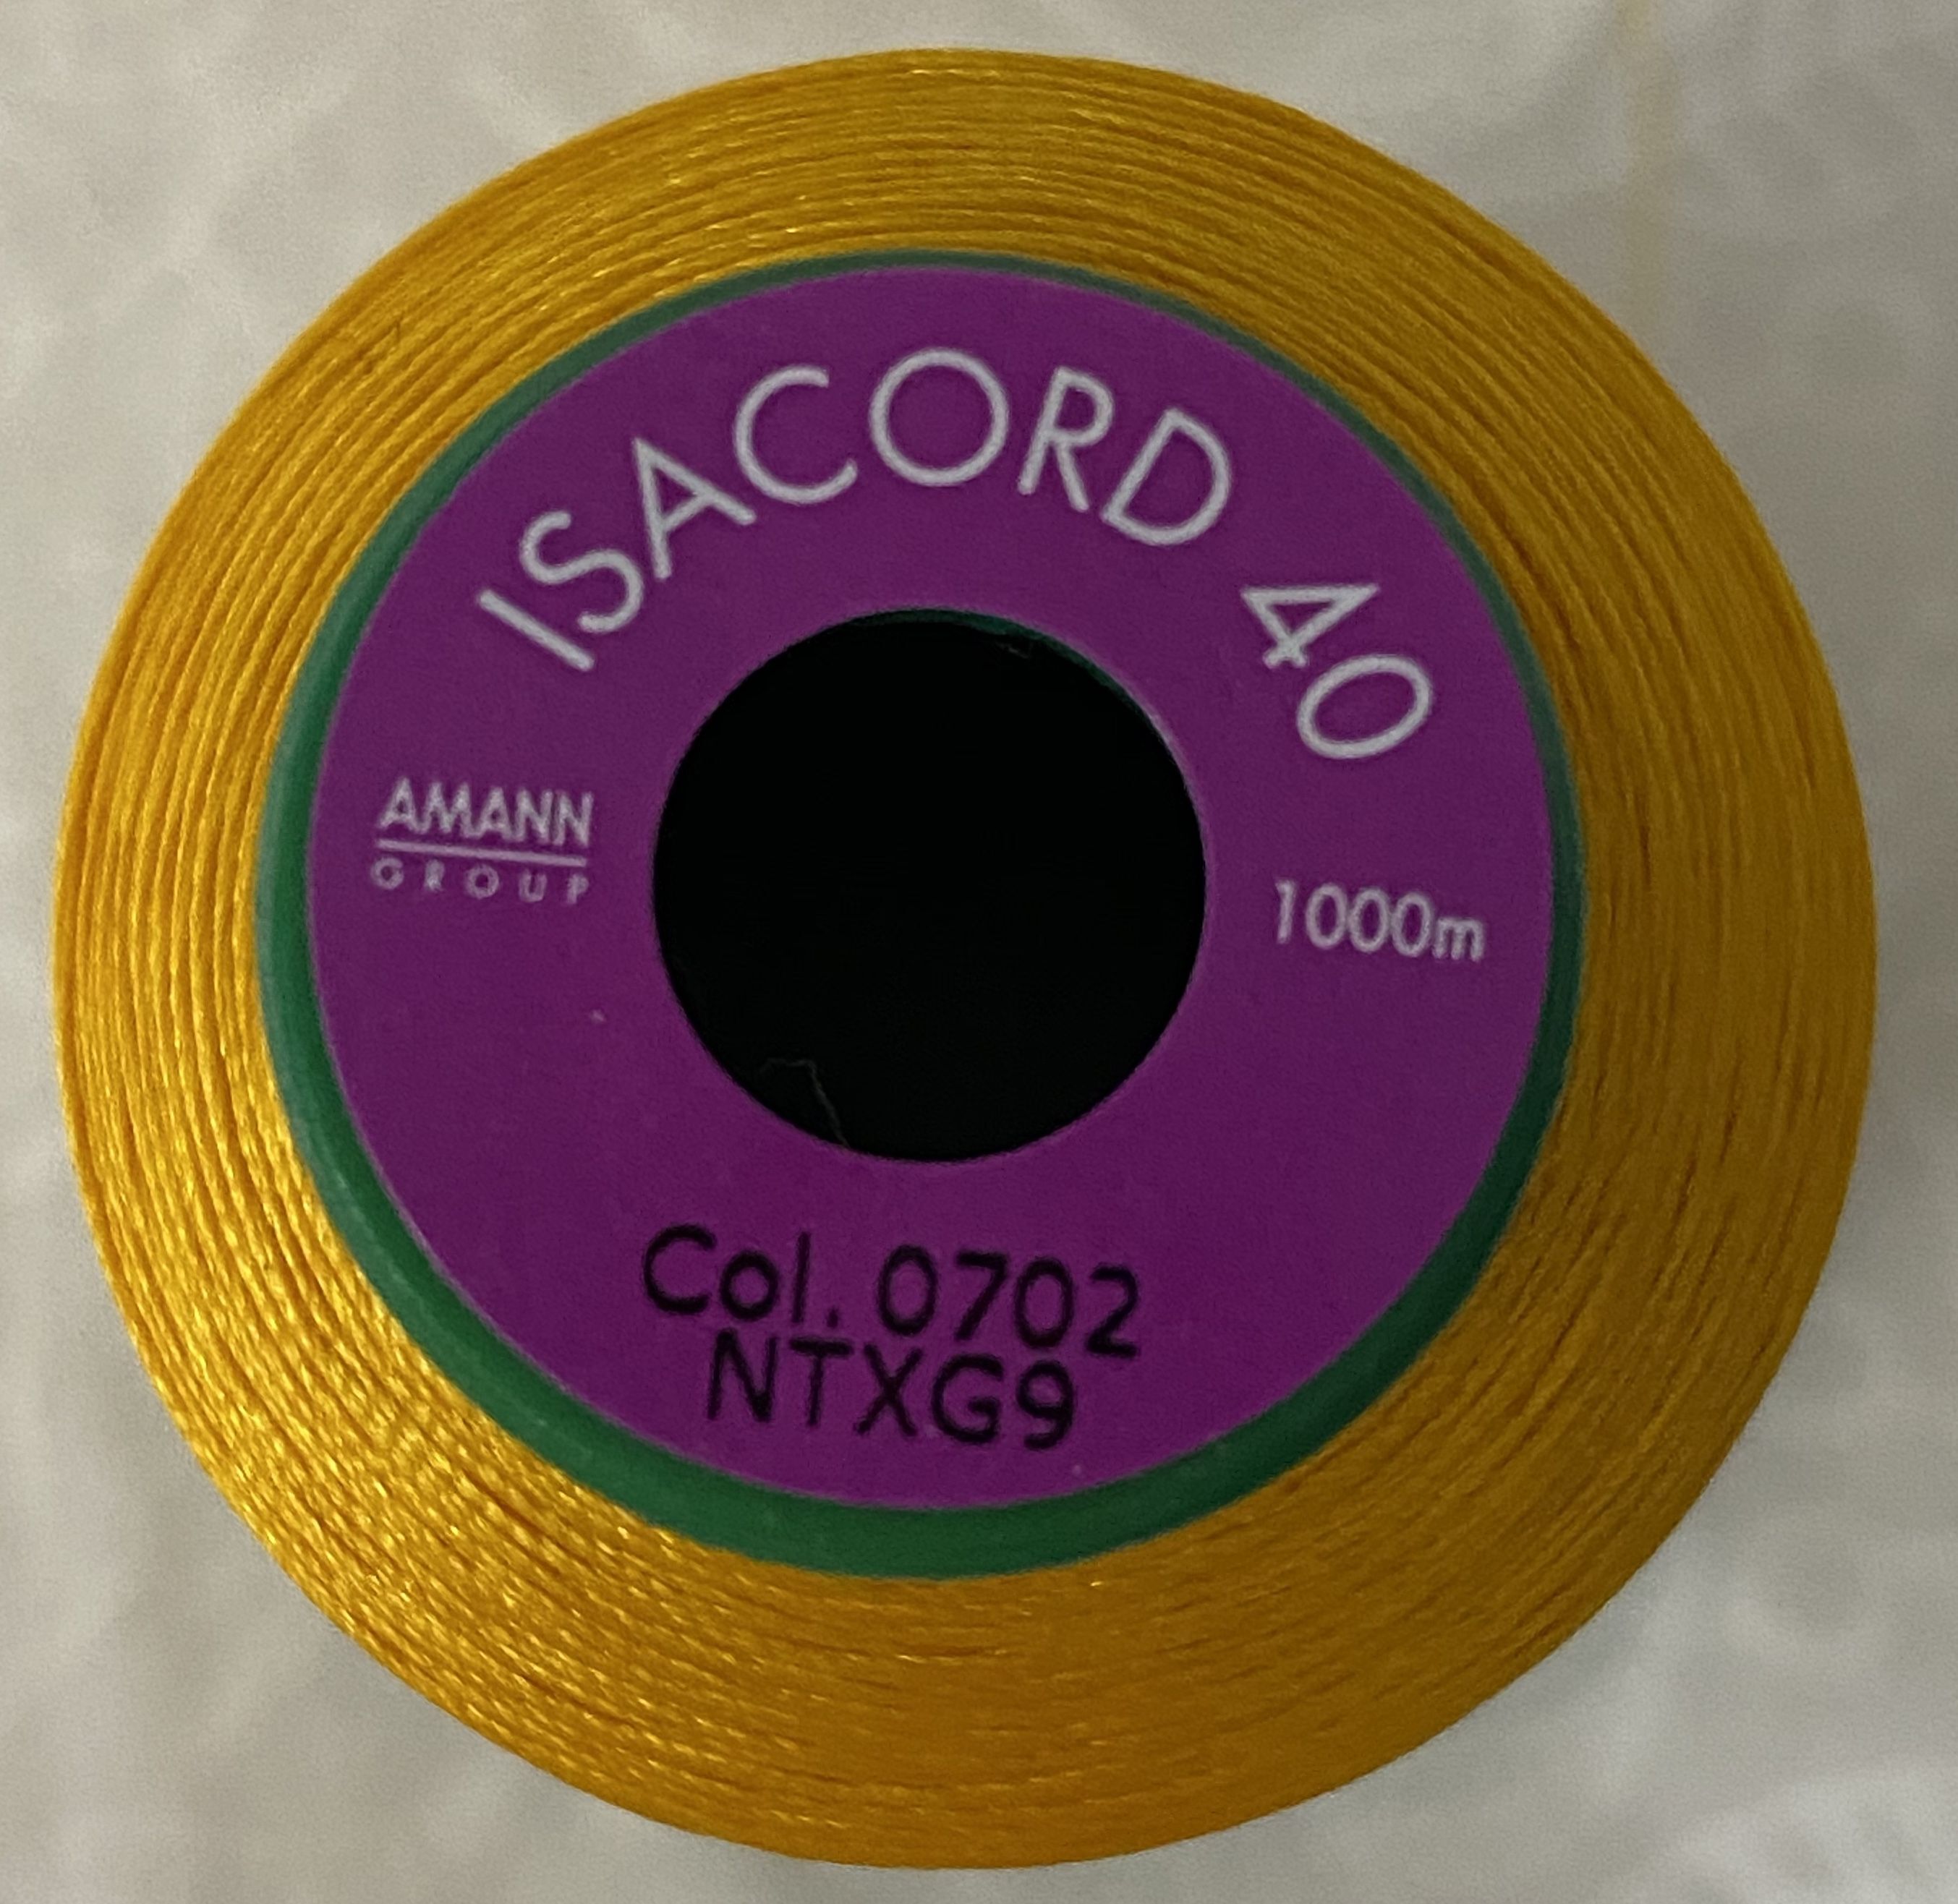 ISACORD 40
AMANN
GROUP
1000m
Col. 0702
NTXG9